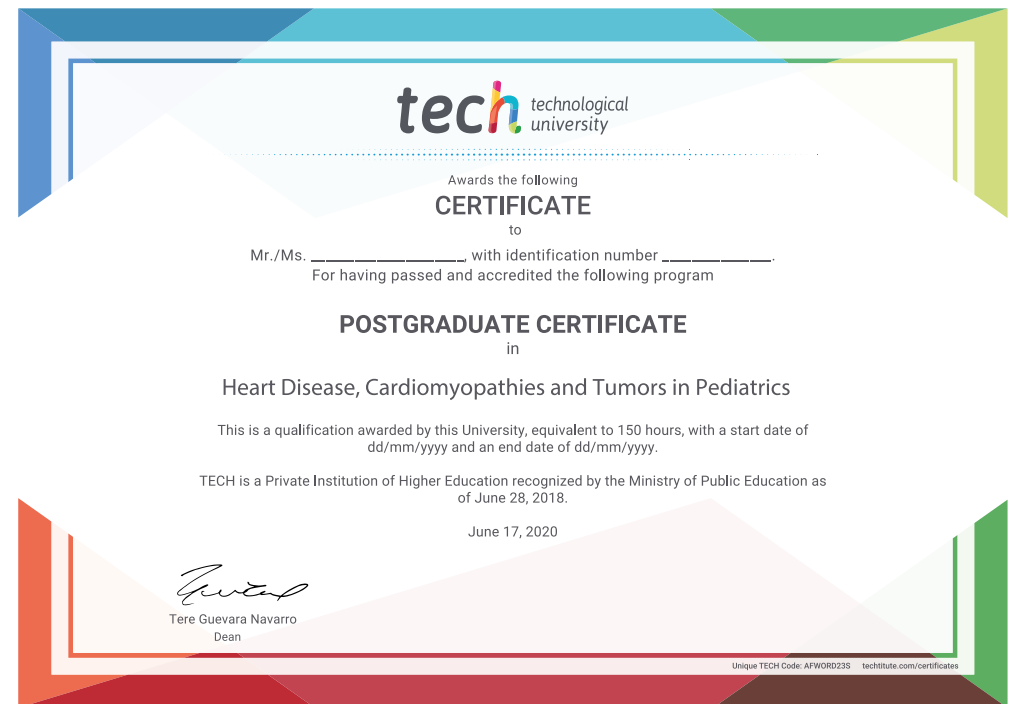 tech technological
university
Awards the following
CERTIFICATE
to
Mr./Ms. ______________, with identification number __________.
For having passed and accredited the following program
POSTGRADUATE CERTIFICATE
in
Heart Disease, Cardiomyopathies and Tumors in Pediatrics
This is a qualification awarded by this University, equivalent to 150 hours, with a start date of
dd/mm/yyyy and an end date of dd/mm/yyyy.
TECH is a Private Institution of Higher Education recognized by the Ministry of Public Education as
of June 28, 2018.
June 17, 2020
Tere Guevara Navarro
Dean
Unique TECH Code: AFWORD23S techtitute.com/certificates